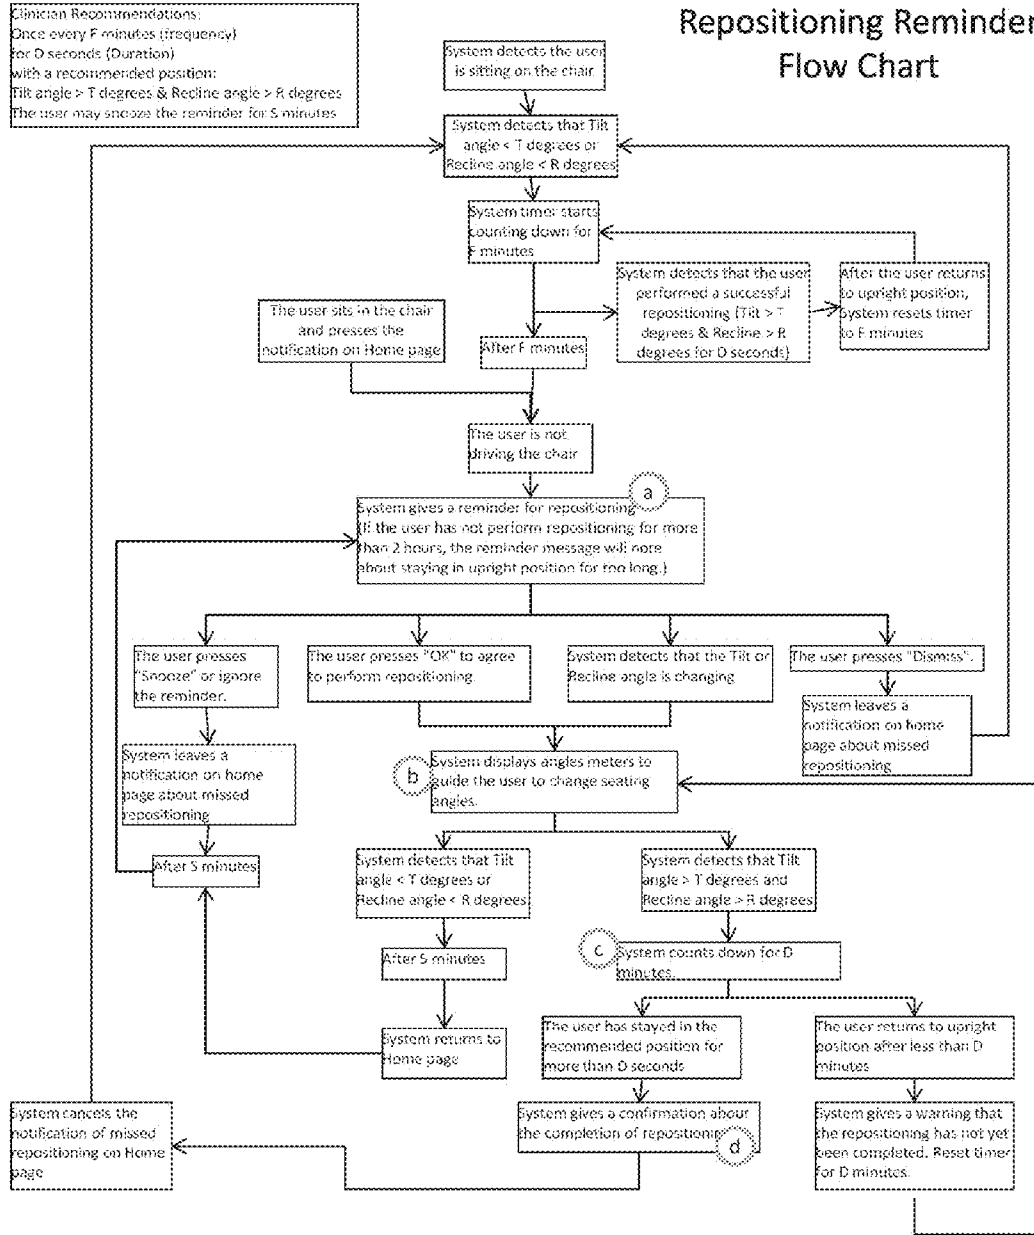 Repositioning Reminder
Flow Chart
Clinician Recommendations:
Once every F minutes (frequency)
for D seconds (Duration)
with a recommended position:
Tilt angle > T degrees & Recline angle > R degrees
The user may snooze the reminder for S minutes
System detects the user
is sitting on the chair
System detects that Tilt
angle < T degrees or
Recline angle < R degrees
System timer starts
counting down for
F minutes
System detects that the user
performed a successful
repositioning (Tilt > T
degrees & Recline > R
degrees for D seconds)
After the user returns
to upright position,
System resets timer
to F minutes
The user sits in the chair
and presses the
notification on Home page
After F minutes
The user is not
driving the chair
a
System gives a reminder for repositioning
(If the user has not perform repositioning for more
than 2 hours, the reminder message will note
about staying in upright position for too long.)
The user presses
"Snooze" or ignore
the reminder.
The user presses "OK" to agree
to perform repositioning.
System detects that the Tilt or
Recline angle is changing
The user presses "Dismiss".
System leaves a
notification on home
page about missed
repositioning
System leaves a
notification on home
page about missed
repositioning
b
System displays angles meters to
guide the user to change seating
angles.
After S minutes
System detects that Tilt
angle < T degrees or
Recline angle < R degrees
System detects that Tilt
angle > T degrees and
Recline angle > R degrees
After S minutes
c
System counts down for D
minutes.
System returns to
Home page
The user has stayed in the
recommended position for
more than D seconds
The user returns to upright
position after less than D
minutes
System cancels the
notification of missed
repositioning on Home
page
System gives a confirmation about
the completion of repositioning
d
System gives a warning that
the repositioning has not yet
been completed. Reset timer
for D minutes.